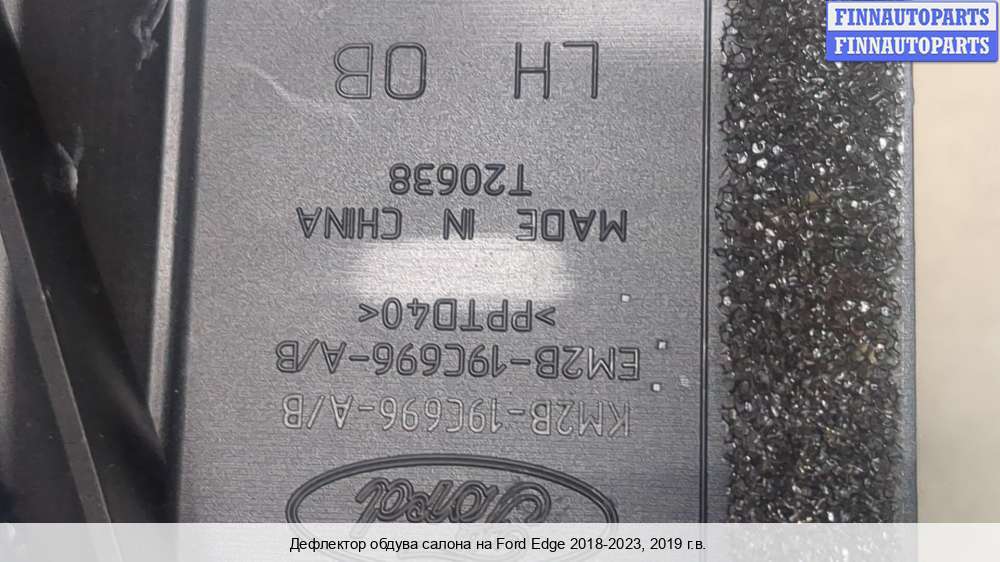 FINNAUTOPARTS
FINNAUTOPARTS
Ford
KM2B-19C696-A/B
EM2B-19C696-A/B
>PPTD40<
MADE IN CHINA
T20638
LH 0B
Дефлектор обдува салона на Ford Edge 2018-2023, 2019 г.в.